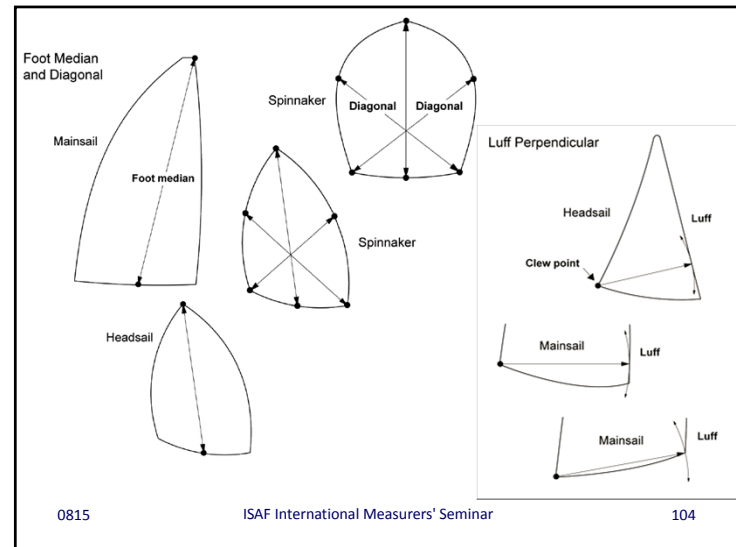 Foot Median
and Diagonal
Mainsail
Foot median
Spinnaker
Diagonal Diagonal
Spinnaker
Headsail
Luff Perpendicular
Headsail
Luff
Clew point
Mainsail
Luff
Mainsail
Luff
0815 ISAF International Measurers' Seminar 104